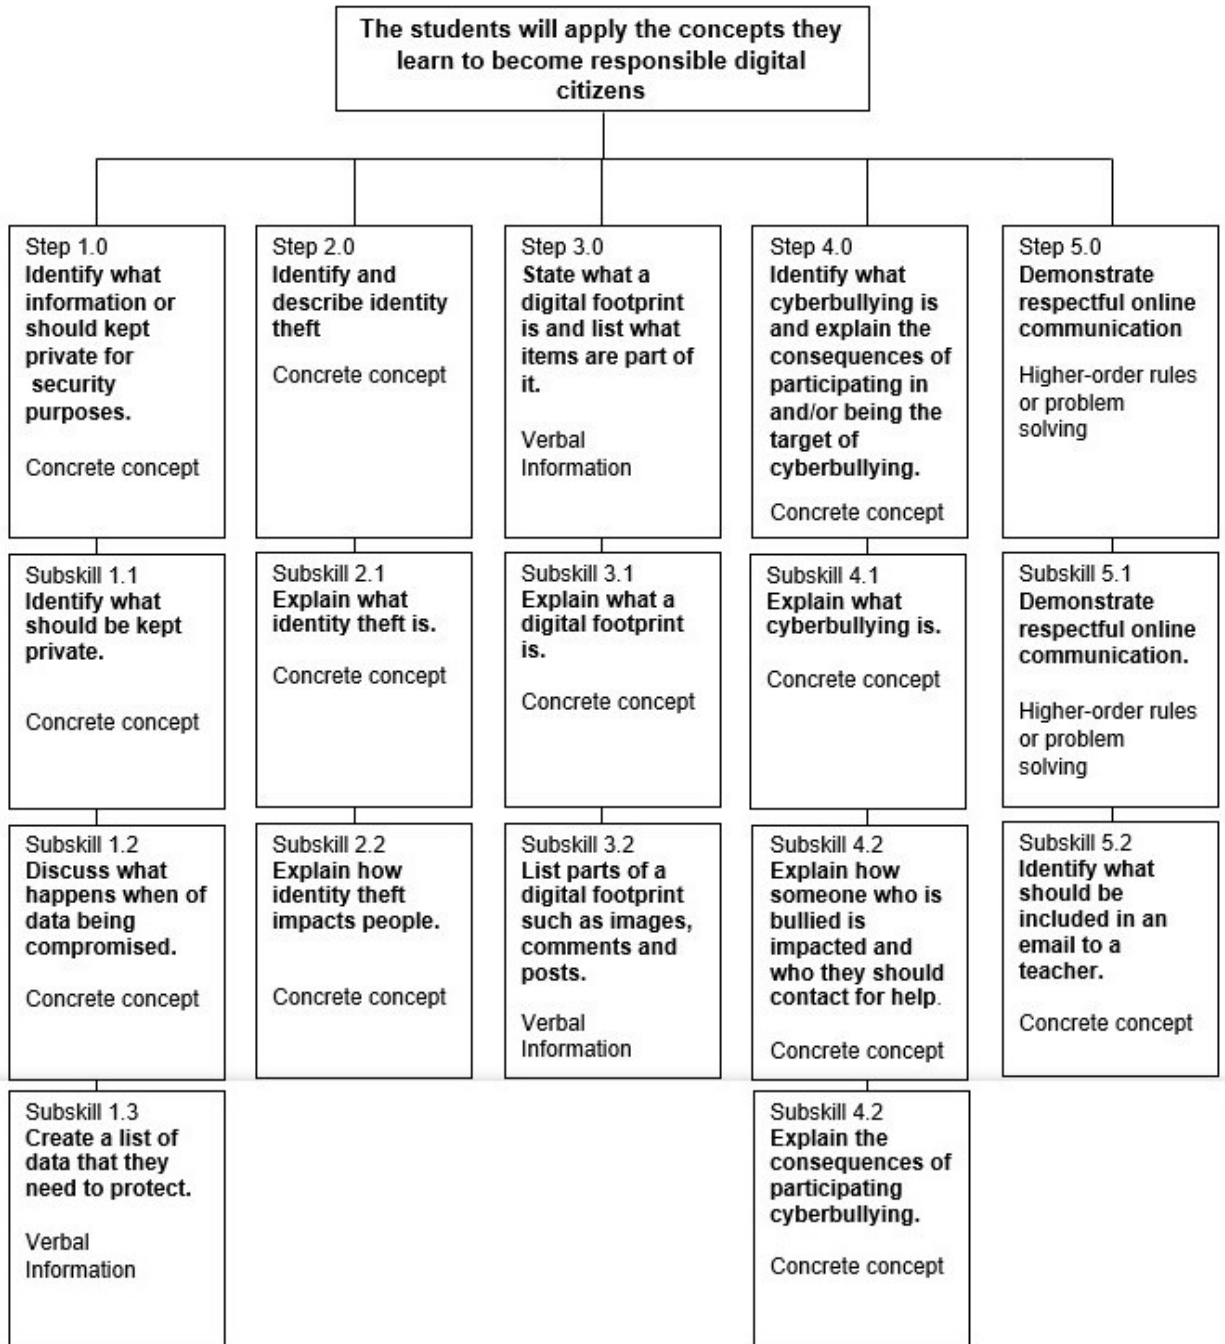 The students will apply the concepts they
learn to become responsible digital
citizens
Step 1.0
Identify what
information or
should kept
private for
security
purposes.
Concrete concept
Step 2.0
Identify and
describe identity
theft
Concrete concept
Step 3.0
State what a
digital footprint
is and list what
items are part of
it.
Verbal
Information
Step 4.0
Identify what
cyberbullying is
and explain the
consequences of
participating in
and/or being the
target of
cyberbullying.
Concrete concept
Step 5.0
Demonstrate
respectful online
communication
Higher-order rules
or problem
solving
Subskill 1.1
Identify what
should be kept
private.
Concrete concept
Subskill 2.1
Explain what
identity theft is.
Concrete concept
Subskill 3.1
Explain what a
digital footprint
is.
Concrete concept
Subskill 4.1
Explain what
cyberbullying is.
Concrete concept
Subskill 5.1
Demonstrate
respectful online
communication.
Higher-order rules
or problem
solving
Subskill 1.2
Discuss what
happens when of
data being
compromised.
Concrete concept
Subskill 2.2
Explain how
identity theft
impacts people.
Concrete concept
Subskill 3.2
List parts of a
digital footprint
such as images,
comments and
posts.
Verbal
Information
Subskill 4.2
Explain how
someone who is
bullied is
impacted and
who they should
contact for help.
Concrete concept
Subskill 5.2
Identify what
should be
included in an
email to a
teacher.
Concrete concept
Subskill 1.3
Create a list of
data that they
need to protect.
Verbal
Information
Subskill 4.2
Explain the
consequences of
participating
cyberbullying.
Concrete concept